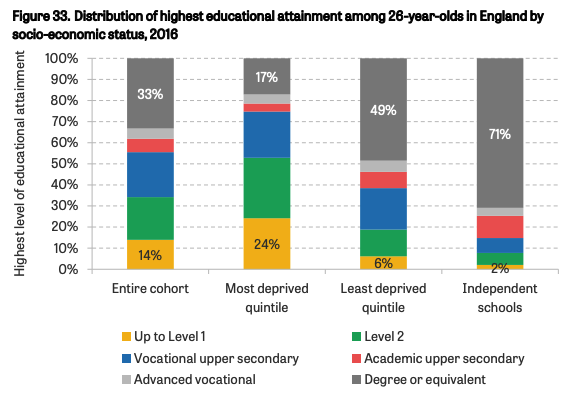 Figure 33. Distribution of highest educational attainment among 26-year-olds in England by
socio-economic status, 2016
Highest level of educational attainment
100%
90%
80%
70%
60%
50%
40%
30%
20%
10%
0%
33%
14%
17%
24%
49%
6%
71%
2%
Entire cohort
Most deprived
quintile
Least deprived
quintile
Independent
schools
Up to Level 1
Level 2
Vocational upper secondary
Academic upper secondary
Advanced vocational
Degree or equivalent